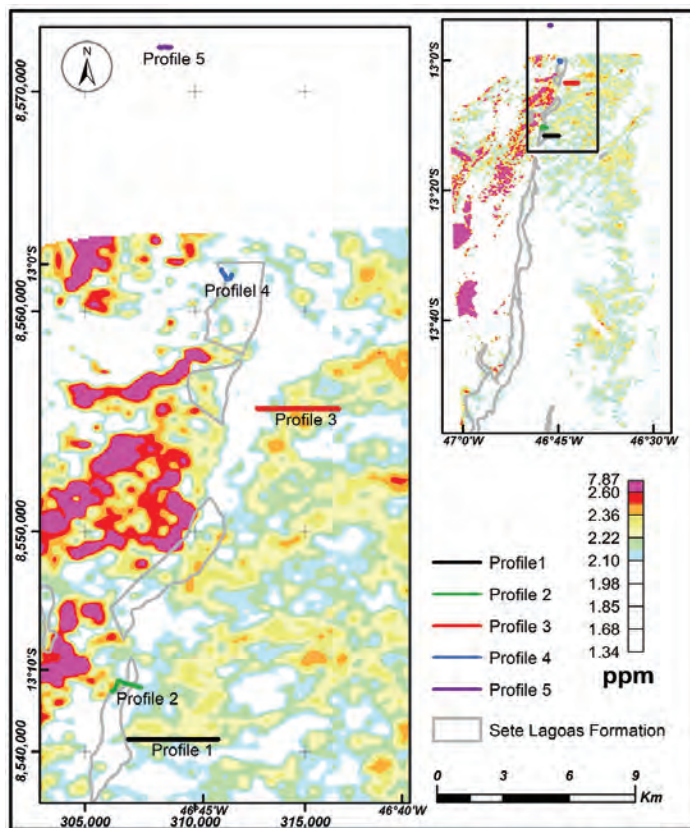 N
Profile 5
8,570,000
13°0'S
Profilel 4
8,560,000
Profile 3
8,550,000
13°10'S
Profile 2
8,540,000
Profile 1
46°45'W
46°40'W
305,000
310,000
315,000
13°0'S
13°20'S
13°40'S
47°0'W
46°45'W
46°30'W
7.87
2.60
2.36
2.22
2.10
1.98
1.85
1.68
1.34
ppm
Profile1
Profile 2
Profile 3
Profile 4
Profile 5
Sete Lagoas Formation
0 3 6 9
Km